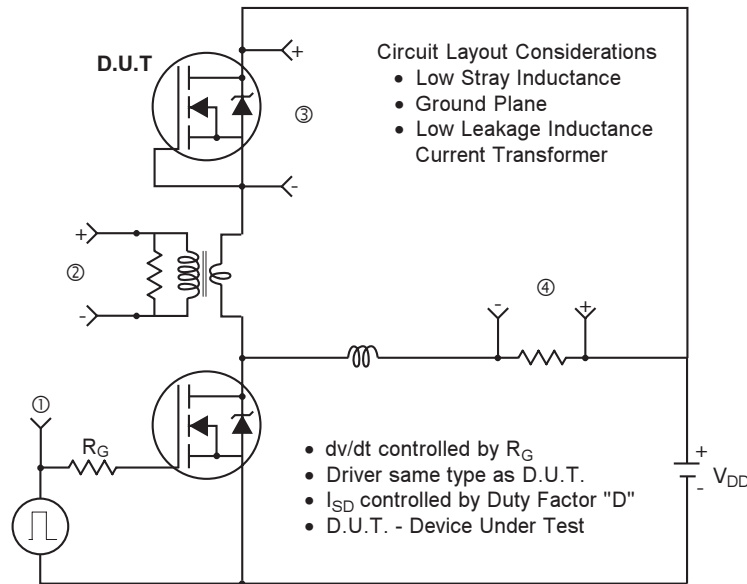 D.U.T
+
③
-
Circuit Layout Considerations
• Low Stray Inductance
• Ground Plane
• Low Leakage Inductance
Current Transformer
+
②
-
④
- +
①
R_G
• dv/dt controlled by R_G
• Driver same type as D.U.T.
• I_SD controlled by Duty Factor "D"
• D.U.T. - Device Under Test
+
V_DD
-